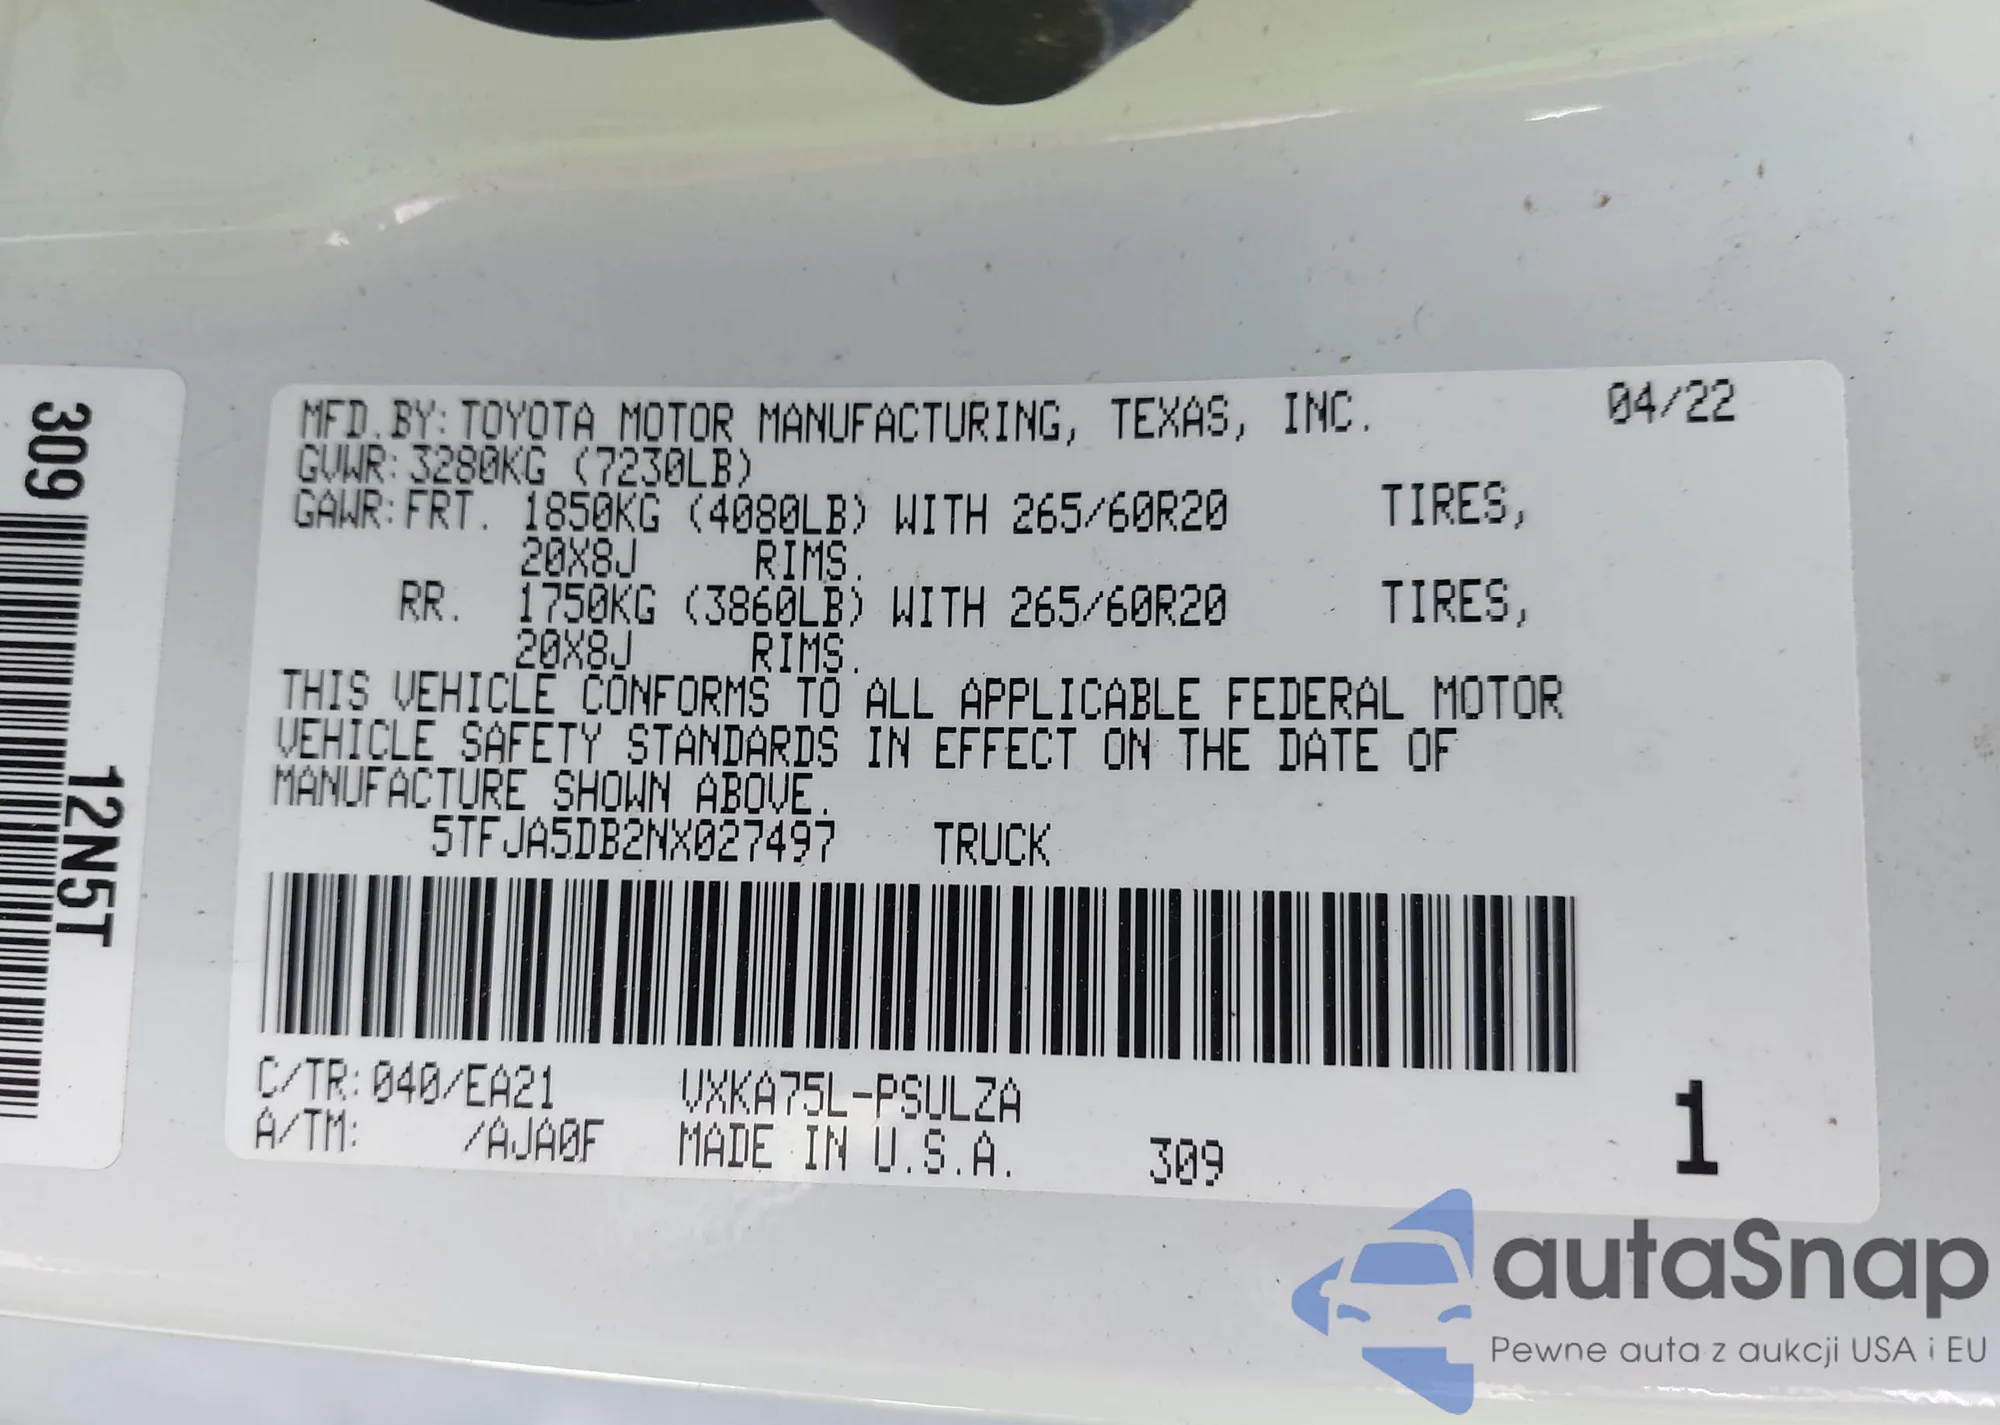 MFD.BY: TOYOTA MOTOR MANUFACTURING, TEXAS, INC. 04/22
GVWR: 3280KG (7230LB)
GAWR: FRT. 1850KG (4080LB) WITH 265/60R20 TIRES,
20X8J RIMS.
RR. 1750KG (3860LB) WITH 265/60R20 TIRES,
20X8J RIMS.
THIS VEHICLE CONFORMS TO ALL APPLICABLE FEDERAL MOTOR
VEHICLE SAFETY STANDARDS IN EFFECT ON THE DATE OF
MANUFACTURE SHOWN ABOVE.
5TFJA5DB2NX027497 TRUCK
C/TR: 040/EA21 VXKA75L-PSULZA
A/TM: /AJA0F MADE IN U.S.A. 309
1
309
12N5T
autaSnap
Pewne auta z aukcji USA i EU